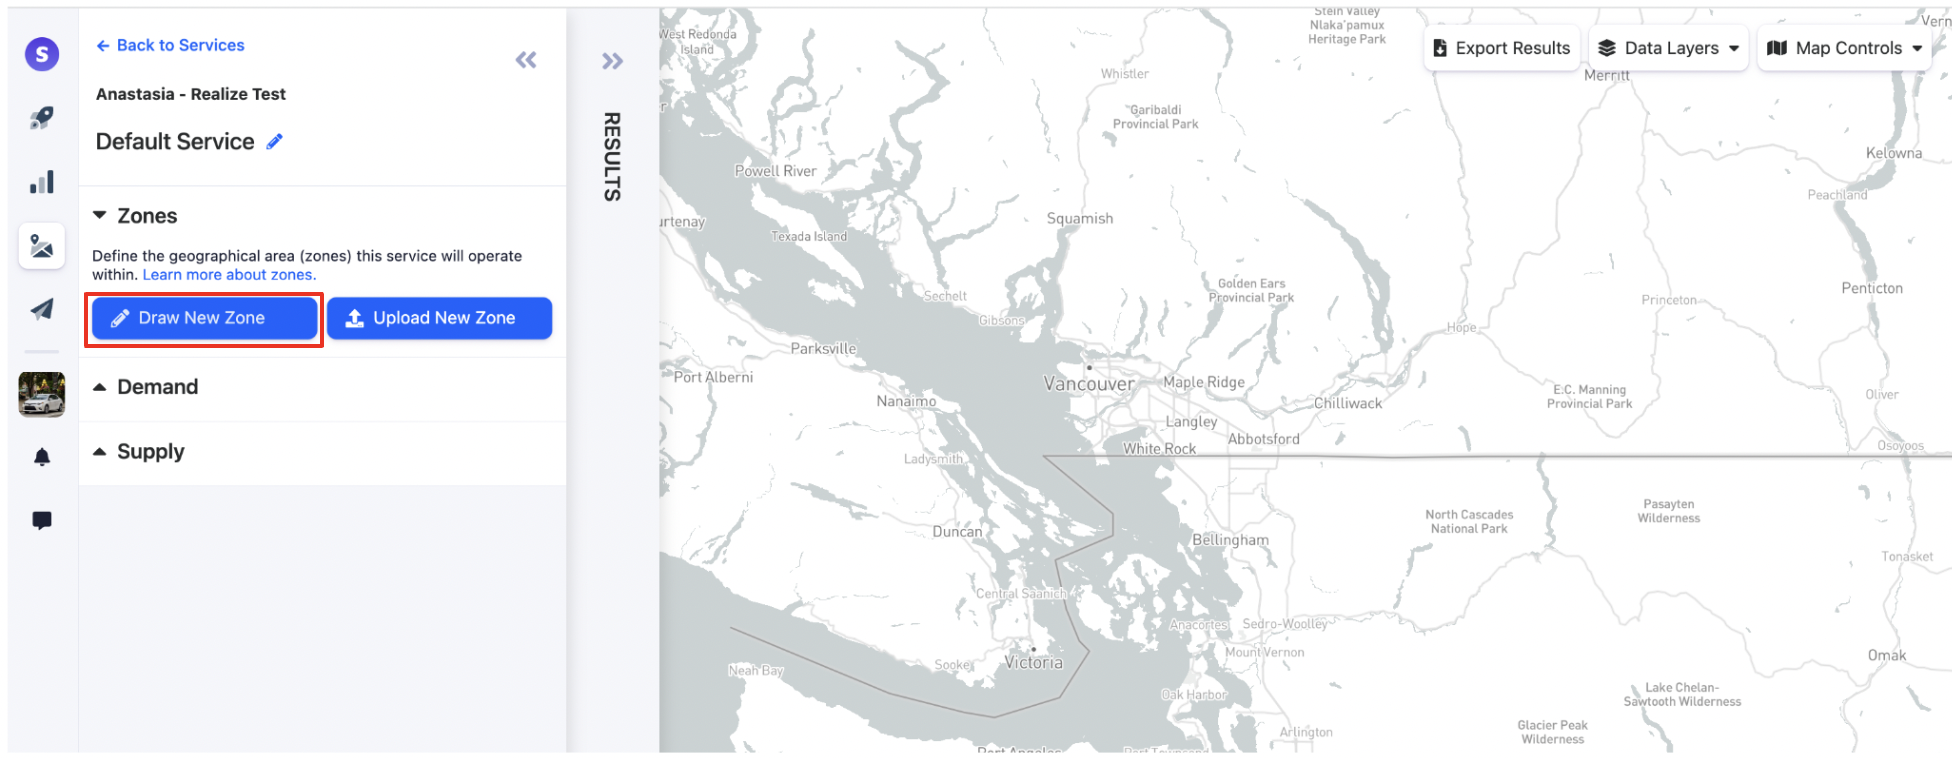 S
← Back to Services
Anastasia - Realize Test
Default Service
Zones
Define the geographical area (zones) this service will operate
within. Learn more about zones.
Draw New Zone
Upload New Zone
Demand
Supply
RESULTS
Export Results
Data Layers
Map Controls
West Redonda
Island
Stein Valley
Nlaka'pamux
Heritage Park
Vern
Merritt
Whistler
Garibaldi
Provincial Park
Kelowna
Powell River
Peachland
Squamish
urtenay
Texada Island
Golden Ears
Provincial Park
Penticton
Sechelt
Princeton
Gibsons
Hope
Parksville
Port Alberni
Vancouver
Maple Ridge
E.C. Manning
Provincial Park
Oliver
Nanaimo
Chilliwack
Langley
Abbotsford
White Rock
Osoyoos
Ladysmith
Pasayten
Wilderness
North Cascades
National Park
Duncan
Bellingham
Tonasket
Central Saanich
Anacortes
Sedro-Woolley
Mount Vernon
Omak
Victoria
Sooke
Neah Bay
Oak Harbor
Lake Chelan-
Sawtooth Wilderness
Glacier Peak
Wilderness
Arlington
Port Angeles
Port Townsend